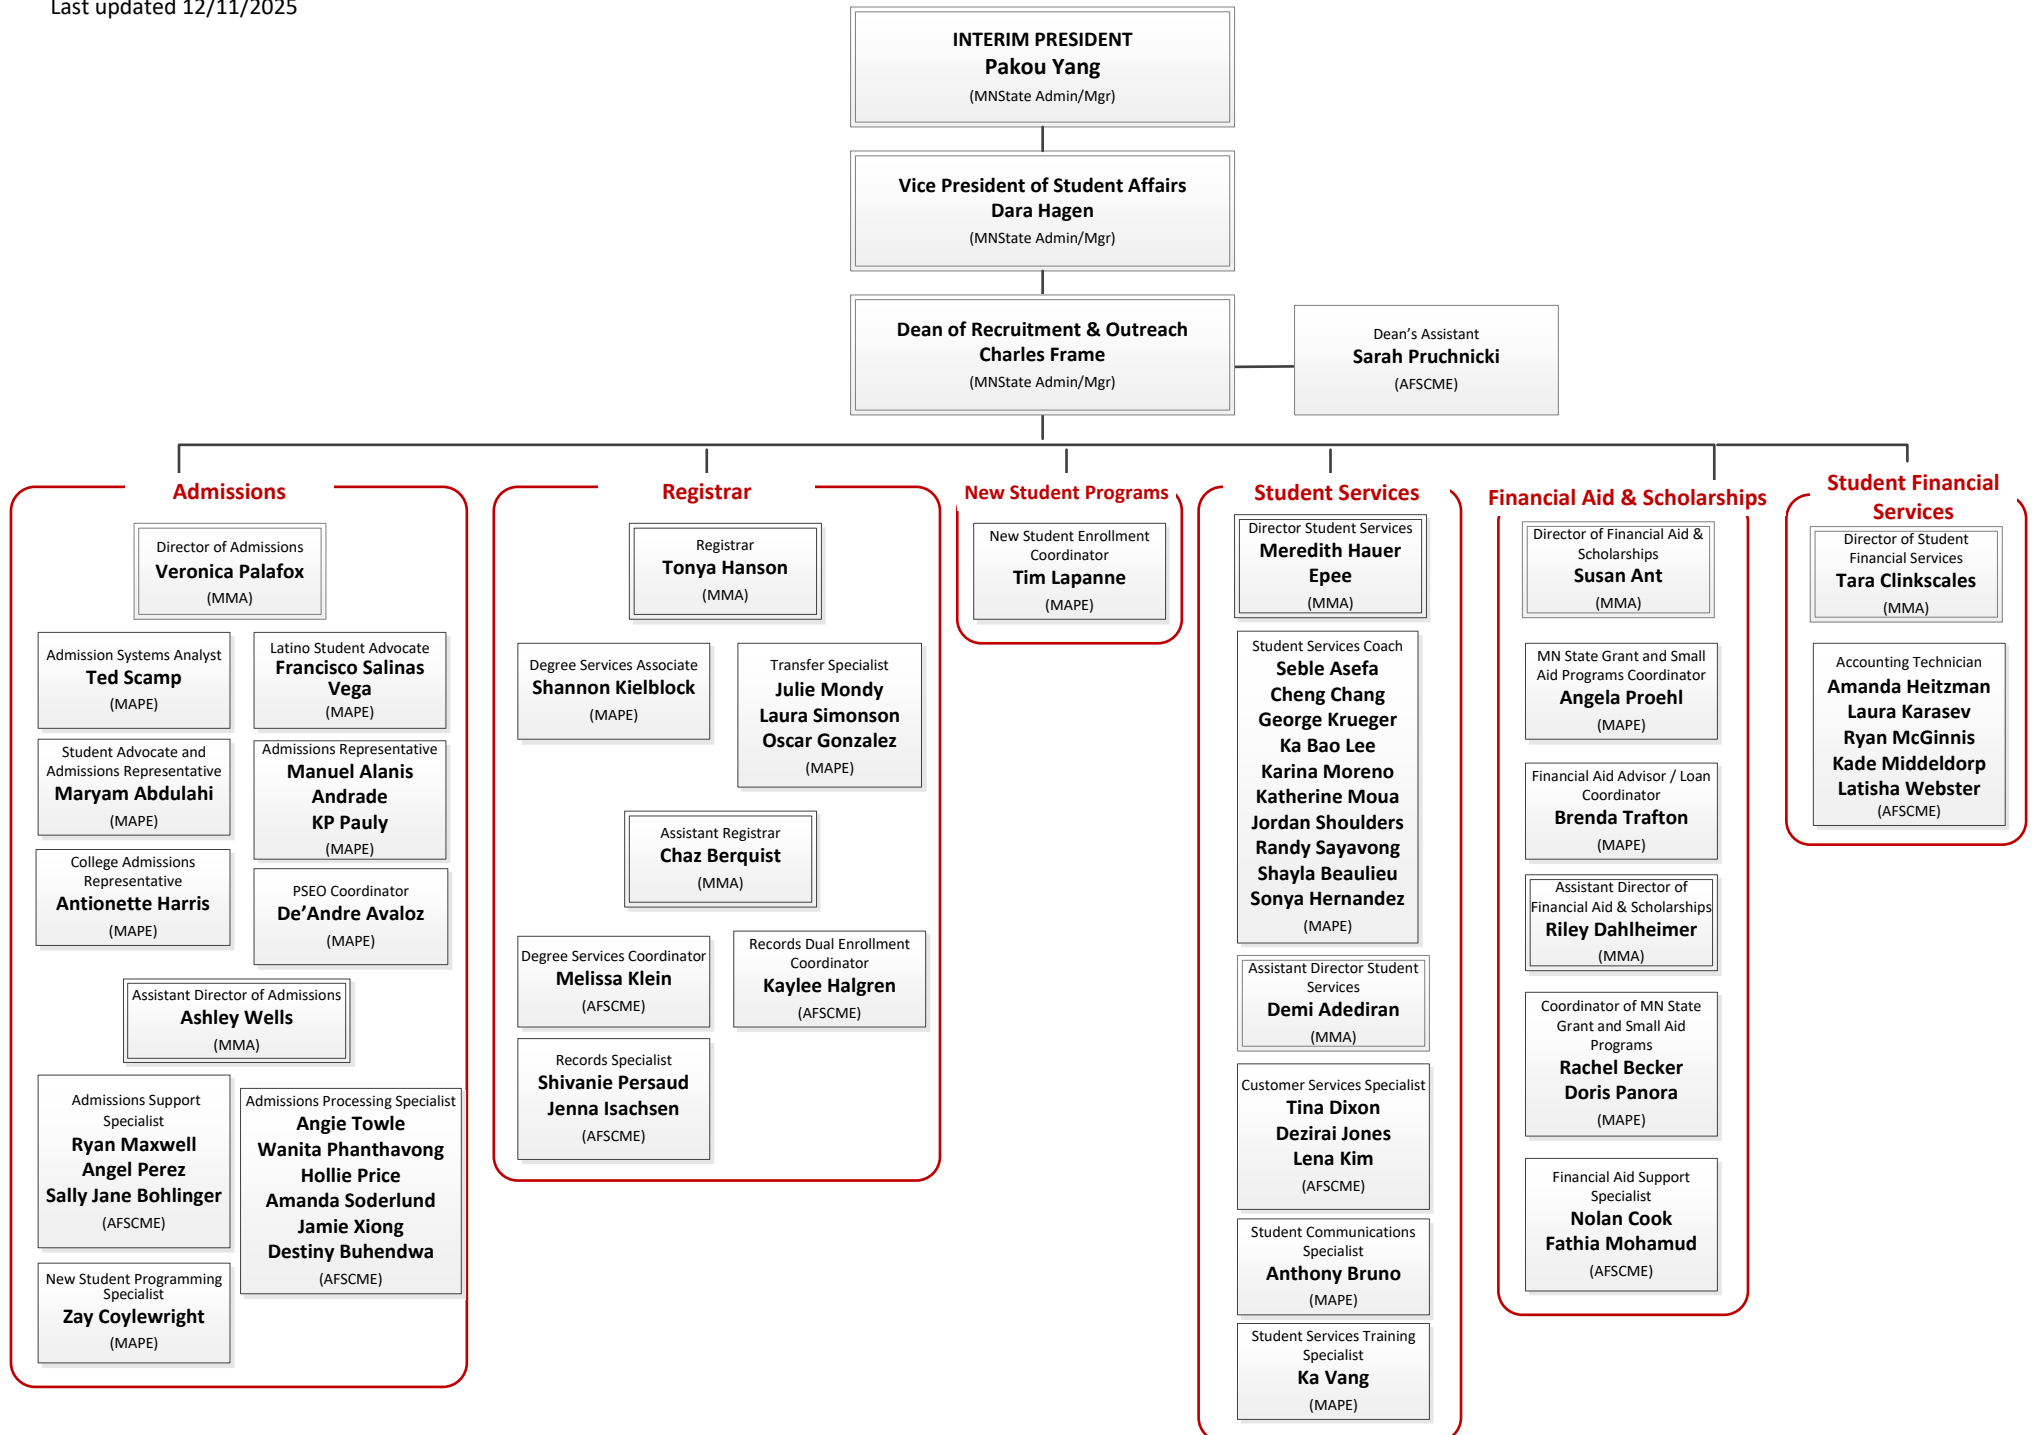 Last updated 12/11/2025
INTERIM PRESIDENT
Pakou Yang
(MNState Admin/Mgr)
Vice President of Student Affairs
Dara Hagen
(MNState Admin/Mgr)
Dean of Recruitment & Outreach
Charles Frame
(MNState Admin/Mgr)
Dean’s Assistant
Sarah Pruchnicki
(AFSCME)
Admissions
Director of Admissions
Veronica Palafox
(MMA)
Admission Systems Analyst
Ted Scamp
(MAPE)
Latino Student Advocate
Francisco Salinas
Vega
(MAPE)
Student Advocate and
Admissions Representative
Maryam Abdulahi
(MAPE)
Admissions Representative
Manuel Alanis
Andrade
KP Pauly
(MAPE)
College Admissions
Representative
Antionette Harris
(MAPE)
PSEO Coordinator
De’Andre Avaloz
(MAPE)
Assistant Director of Admissions
Ashley Wells
(MMA)
Admissions Support
Specialist
Ryan Maxwell
Angel Perez
Sally Jane Bohlinger
(AFSCME)
Admissions Processing Specialist
Angie Towle
Wanita Phanthavong
Hollie Price
Amanda Soderlund
Jamie Xiong
Destiny Buhendwa
(AFSCME)
New Student Programming
Specialist
Zay Coylewright
(MAPE)
Registrar
Registrar
Tonya Hanson
(MMA)
Degree Services Associate
Shannon Kielblock
(MAPE)
Transfer Specialist
Julie Mondy
Laura Simonson
Oscar Gonzalez
(MAPE)
Assistant Registrar
Chaz Berquist
(MMA)
Degree Services Coordinator
Melissa Klein
(AFSCME)
Records Dual Enrollment
Coordinator
Kaylee Halgren
(AFSCME)
Records Specialist
Shivanie Persaud
Jenna Isachsen
(AFSCME)
New Student Programs
New Student Enrollment
Coordinator
Tim Lapanne
(MAPE)
Student Services
Director Student Services
Meredith Hauer
Epee
(MMA)
Student Services Coach
Seble Asefa
Cheng Chang
George Krueger
Ka Bao Lee
Karina Moreno
Katherine Moua
Jordan Shoulders
Randy Sayavong
Shayla Beaulieu
Sonya Hernandez
(MAPE)
Assistant Director Student
Services
Demi Adediran
(MMA)
Customer Services Specialist
Tina Dixon
Dezirai Jones
Lena Kim
(AFSCME)
Student Communications
Specialist
Anthony Bruno
(MAPE)
Student Services Training
Specialist
Ka Vang
(MAPE)
Financial Aid & Scholarships
Director of Financial Aid &
Scholarships
Susan Ant
(MMA)
MN State Grant and Small
Aid Programs Coordinator
Angela Proehl
(MAPE)
Financial Aid Advisor / Loan
Coordinator
Brenda Trafton
(MAPE)
Assistant Director of
Financial Aid & Scholarships
Riley Dahlheimer
(MMA)
Coordinator of MN State
Grant and Small Aid
Programs
Rachel Becker
Doris Panora
(MAPE)
Financial Aid Support
Specialist
Nolan Cook
Fathia Mohamud
(AFSCME)
Student Financial
Services
Director of Student
Financial Services
Tara Clinkscales
(MMA)
Accounting Technician
Amanda Heitzman
Laura Karasev
Ryan McGinnis
Kade Middeldorp
Latisha Webster
(AFSCME)